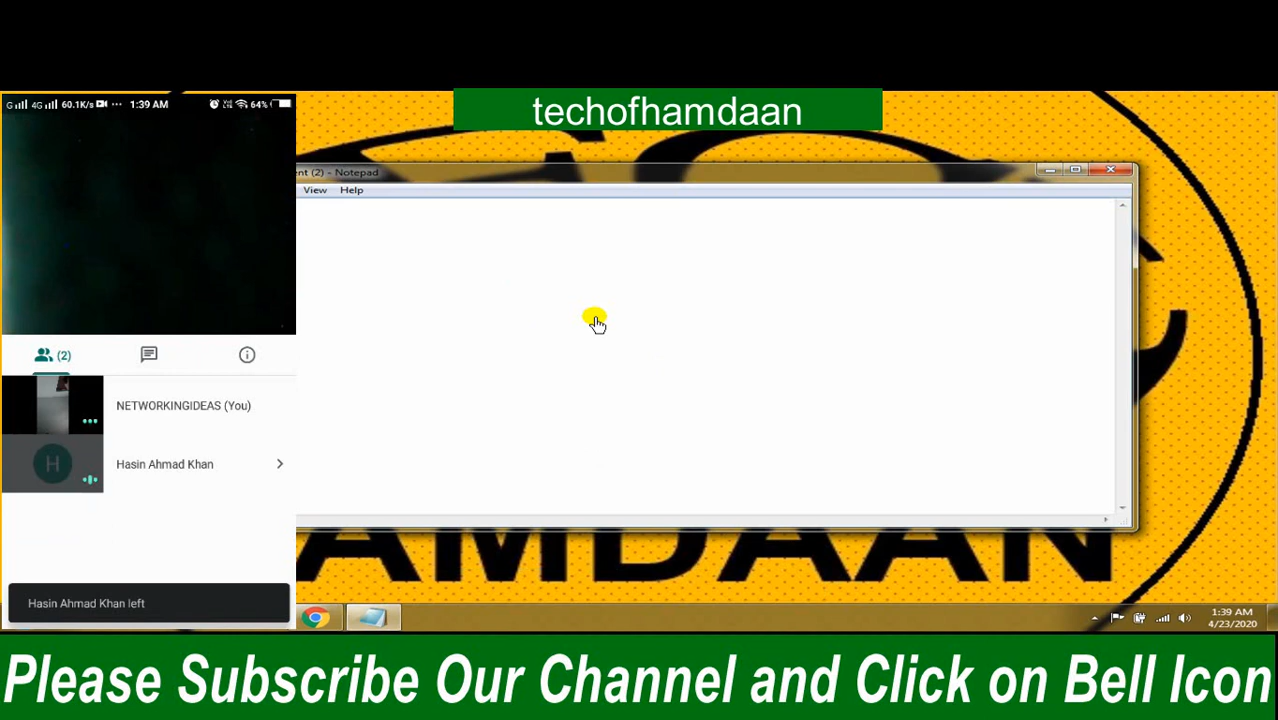 techofhamdaan
G 4G 60.1K/s ... 1:39 AM 64%
ent (2) - Notepad
View Help
(2)
NETWORKINGIDEAS (You)
H Hasin Ahmad Khan
AMDAAN
Hasin Ahmad Khan left
1:39 AM
4/23/2020
Please Subscribe Our Channel and Click on Bell Icon